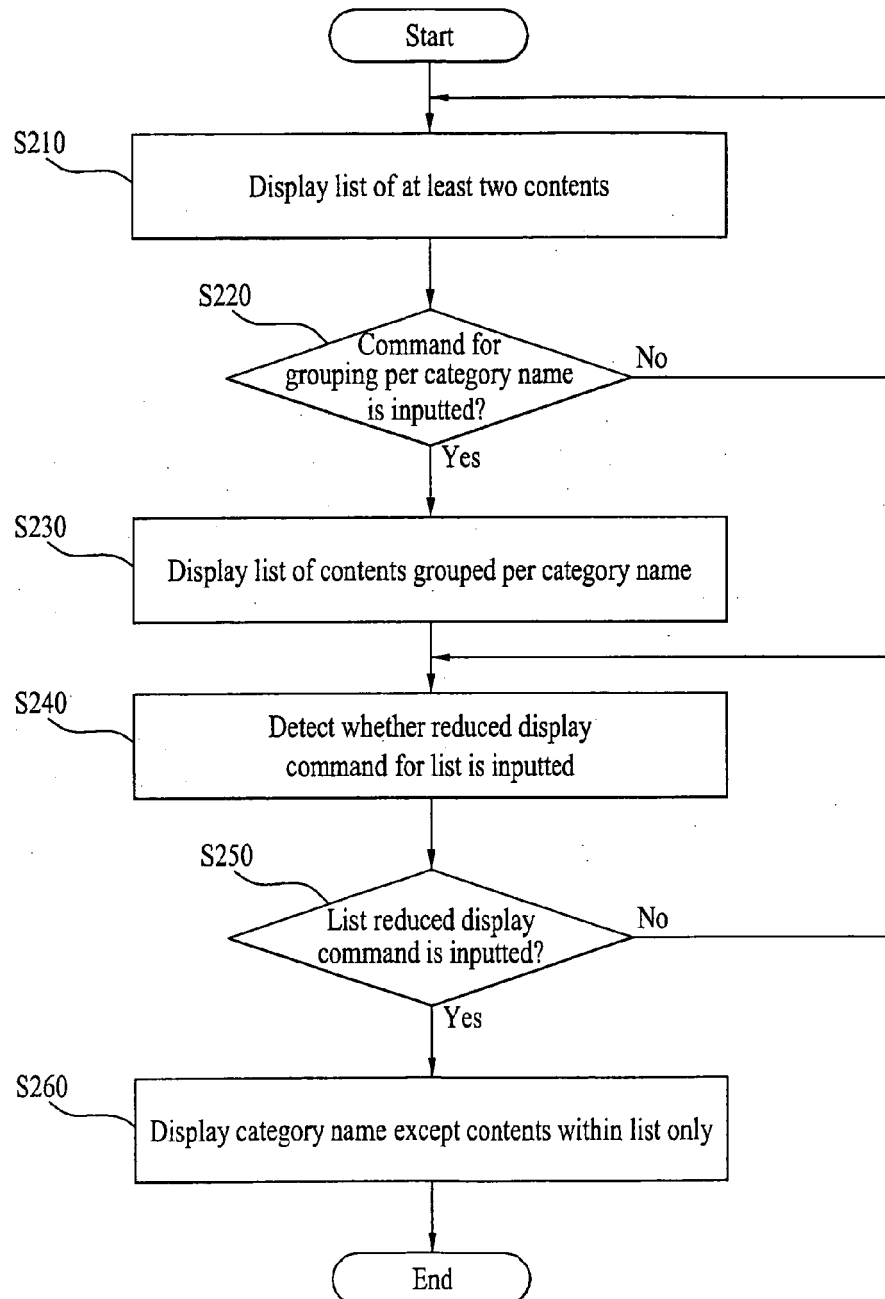 Start
S210
Display list of at least two contents
S220
Command for
grouping per category name
is inputted?
No
Yes
S230
Display list of contents grouped per category name
S240
Detect whether reduced display
command for list is inputted
S250
List reduced display
command is inputted?
No
Yes
S260
Display category name except contents within list only
End